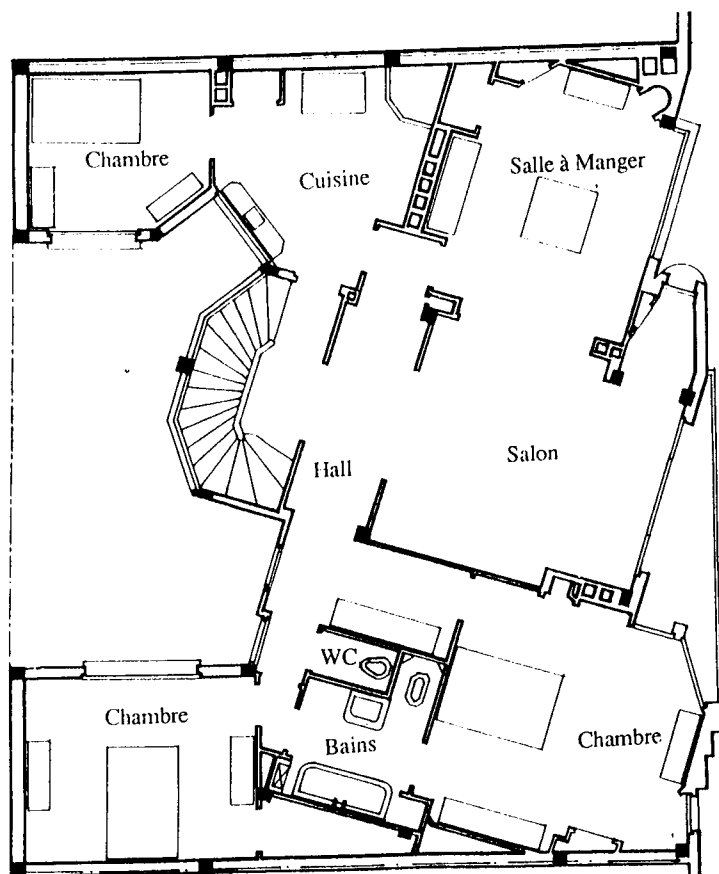 Chambre
Cuisine
Salle à Manger
Hall
Salon
WC
Chambre
Bains
Chambre